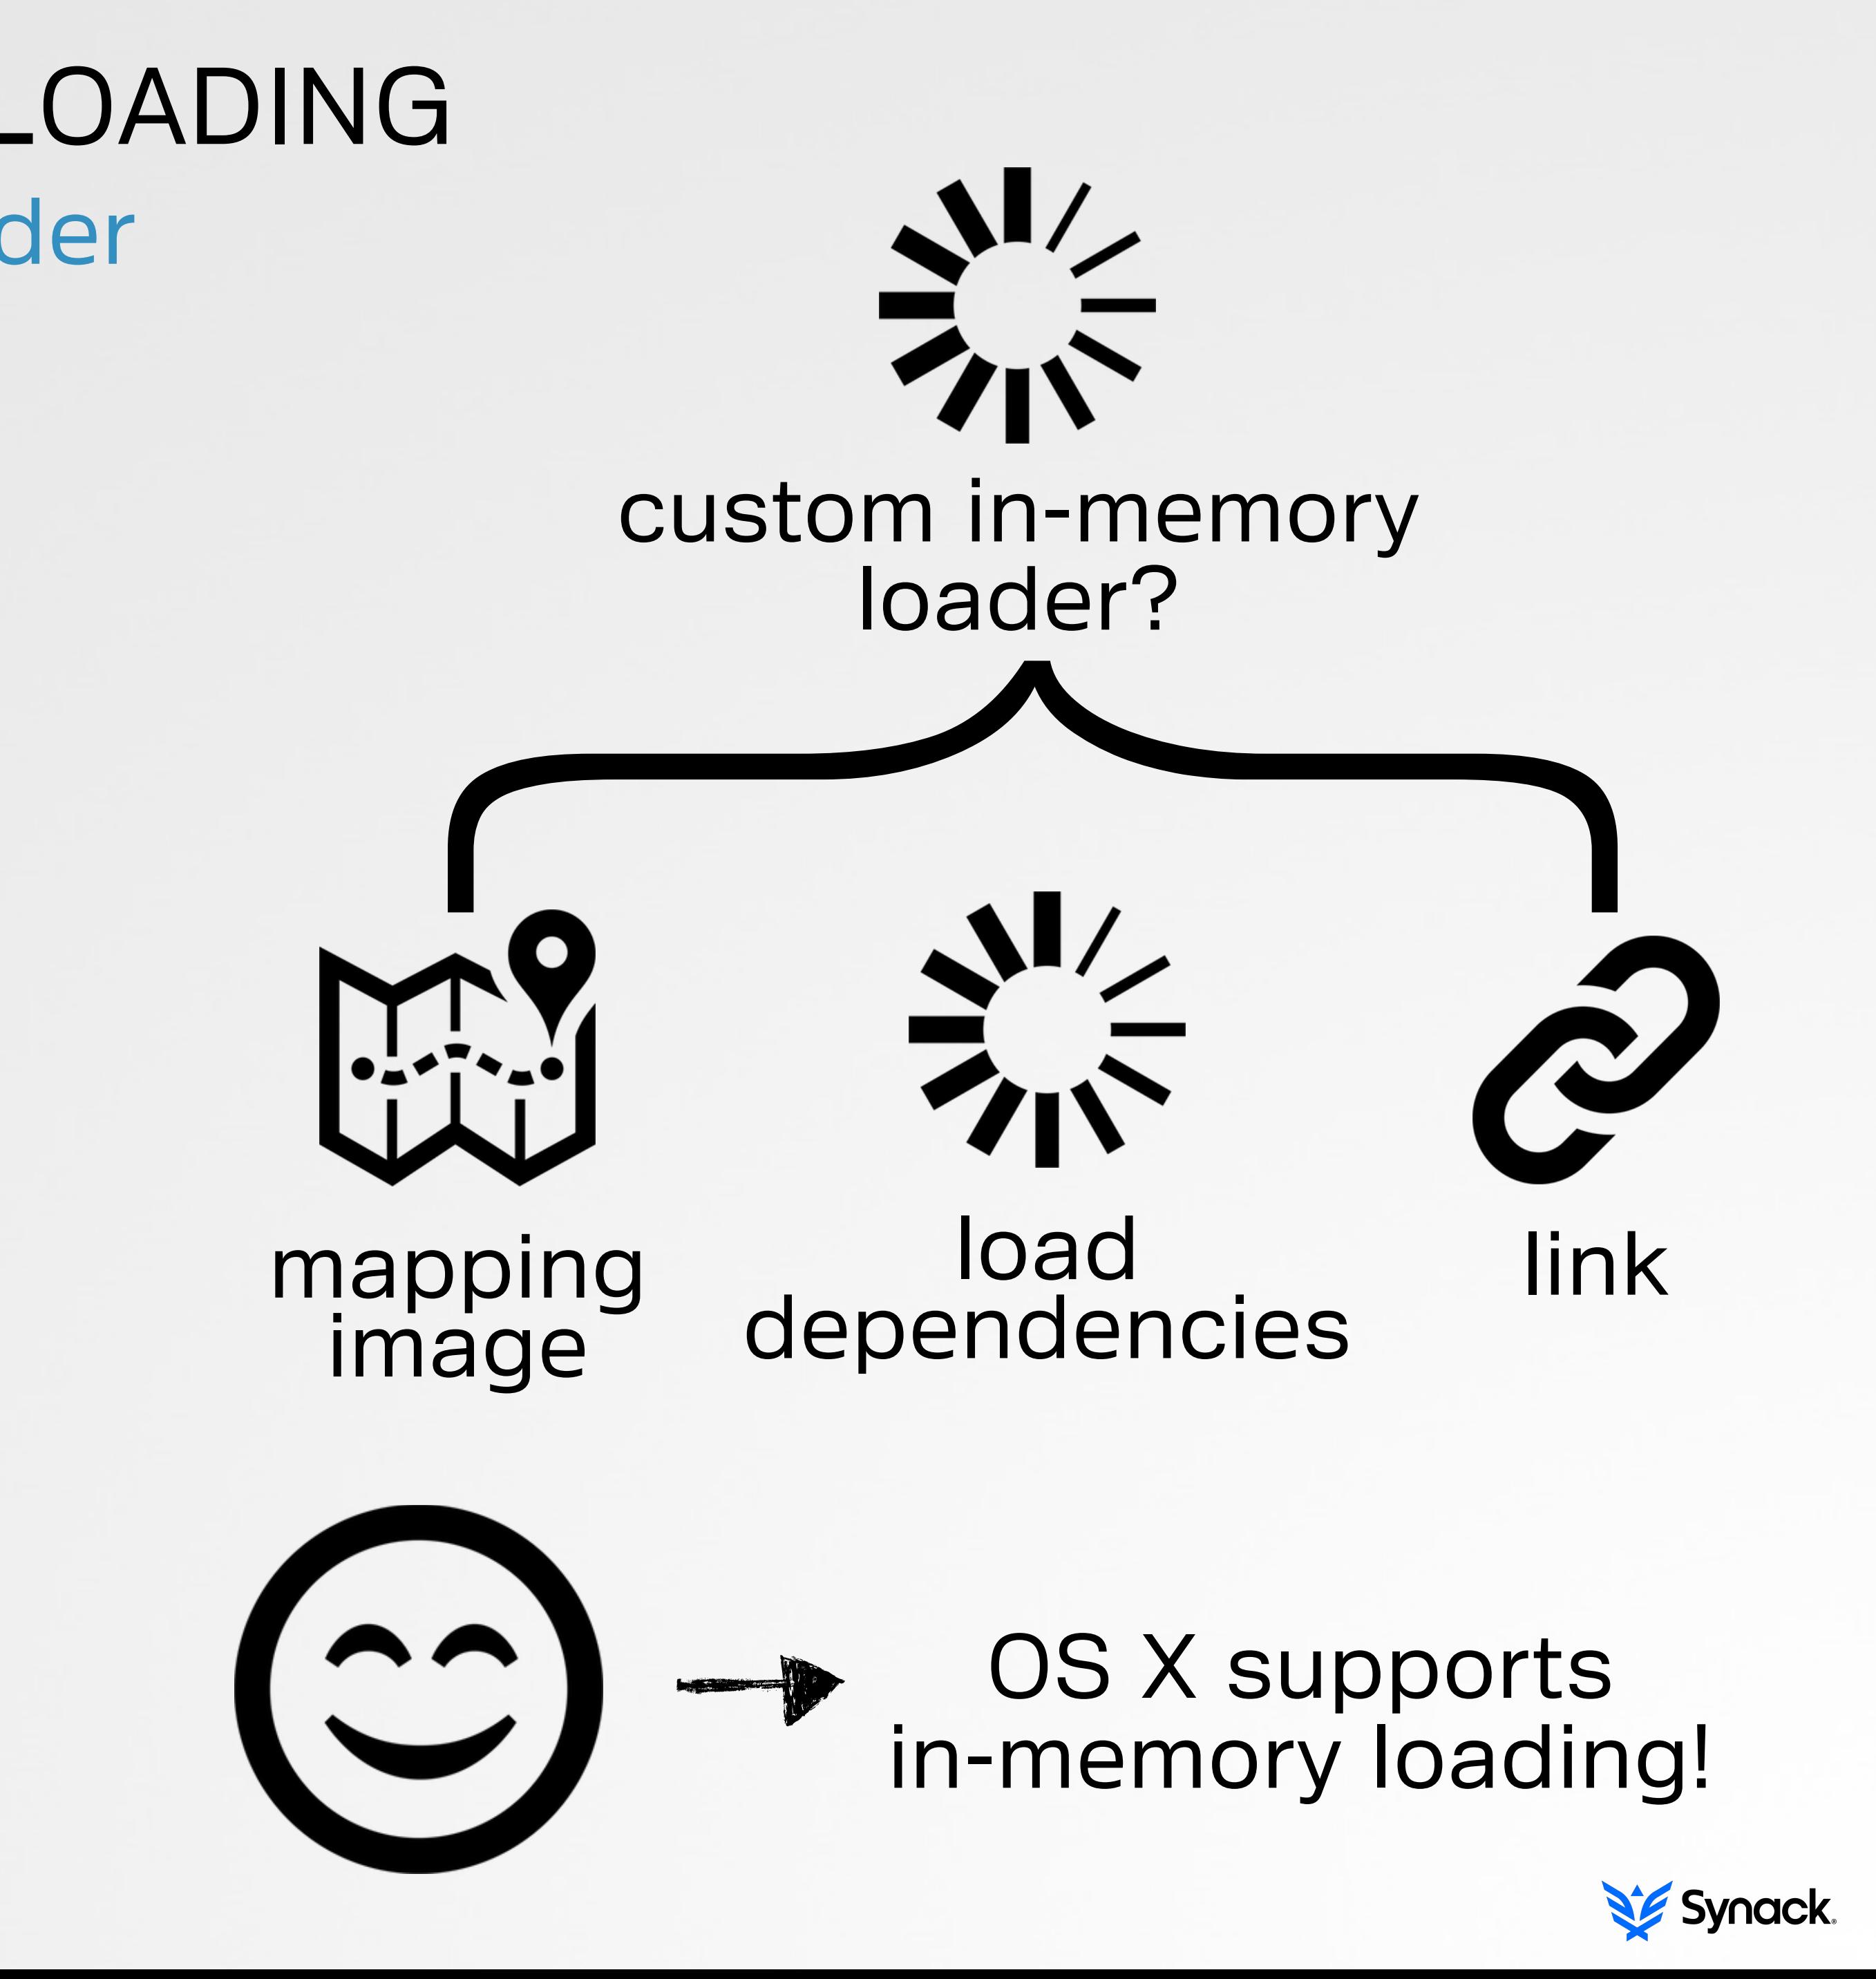 LOADING
der
custom in-memory
loader?
mapping
image
load
dependencies
link
OS X supports
in-memory loading!
Synack®